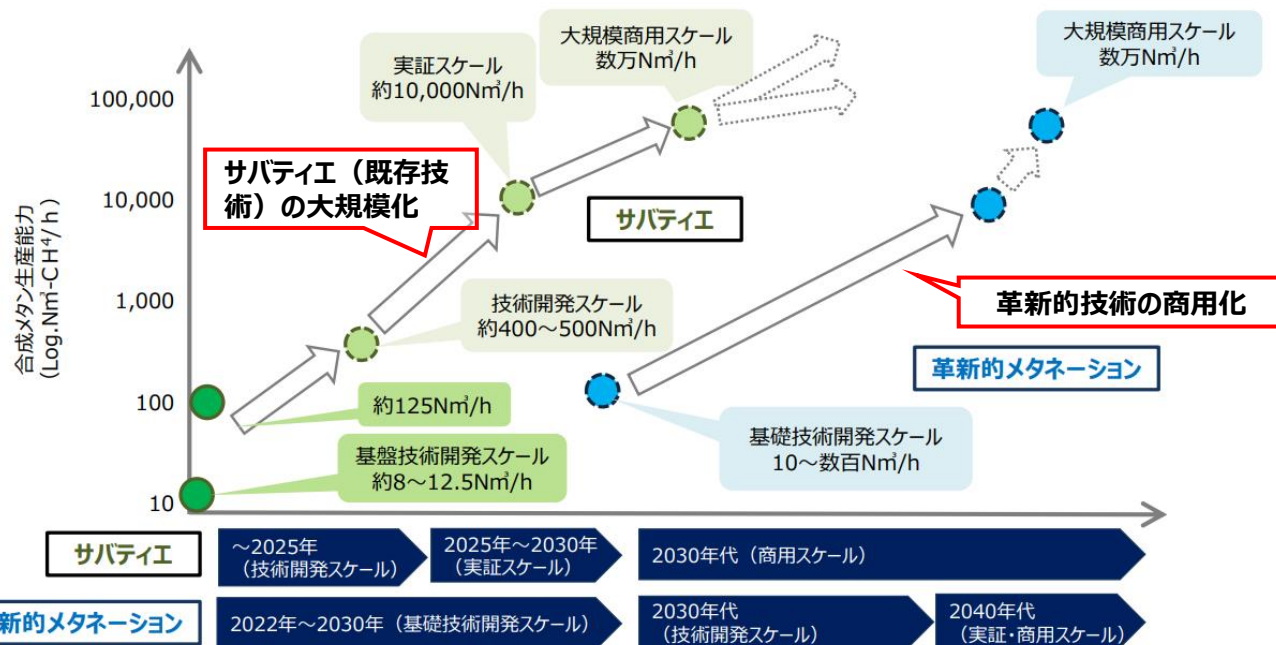 大規模商用スケール
数万N㎥/h
大規模商用スケール
数万N㎥/h
実証スケール
約10,000N㎥/h
100,000
10,000
1,000
100
10
合成メタン生産能力
(Log.N㎥-CH⁴/ｈ)
サバティエ（既存技
術）の大規模化
サバティエ
技術開発スケール
約400～500N㎥/h
革新的技術の商用化
革新的メタネーション
約125N㎥/h
基盤技術開発スケール
約8～12.5N㎥/h
基礎技術開発スケール
10～数百N㎥/h
サバティエ
～2025年
（技術開発スケール）
2025年～2030年
（実証スケール）
2030年代（商用スケール）
新的メタネーション
2022年～2030年（基礎技術開発スケール）
2030年代
（技術開発スケール）
2040年代
（実証・商用スケール）